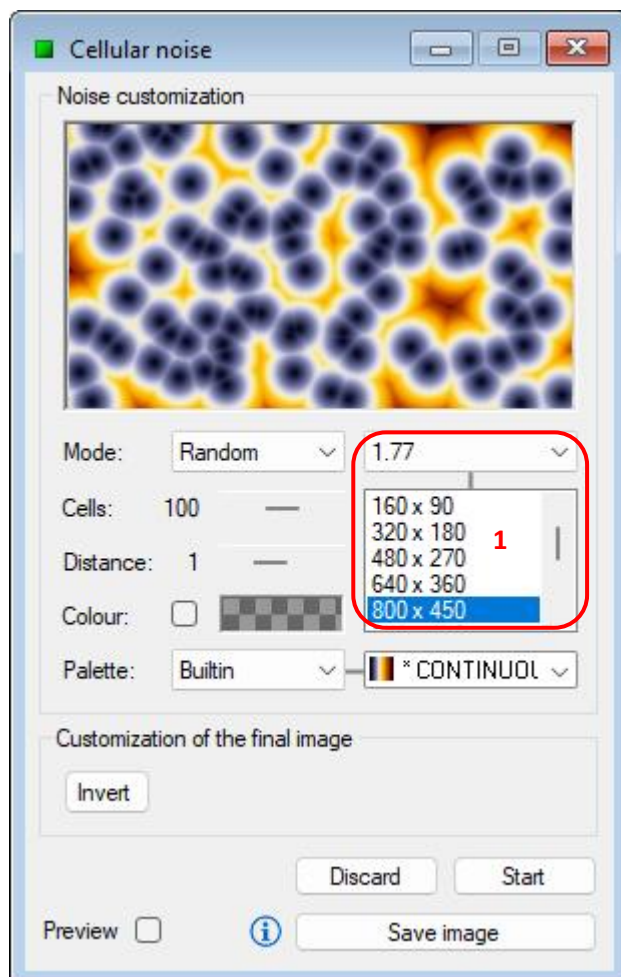 Cellular noise
Noise customization
Mode: Random 1.77
Cells: 100
160 x 90
320 x 180
1
480 x 270
Distance: 1
640 x 360
Colour:
800 x 450
Palette: Builtin * CONTINUOU
Customization of the final image
Invert
Discard Start
Preview Save image